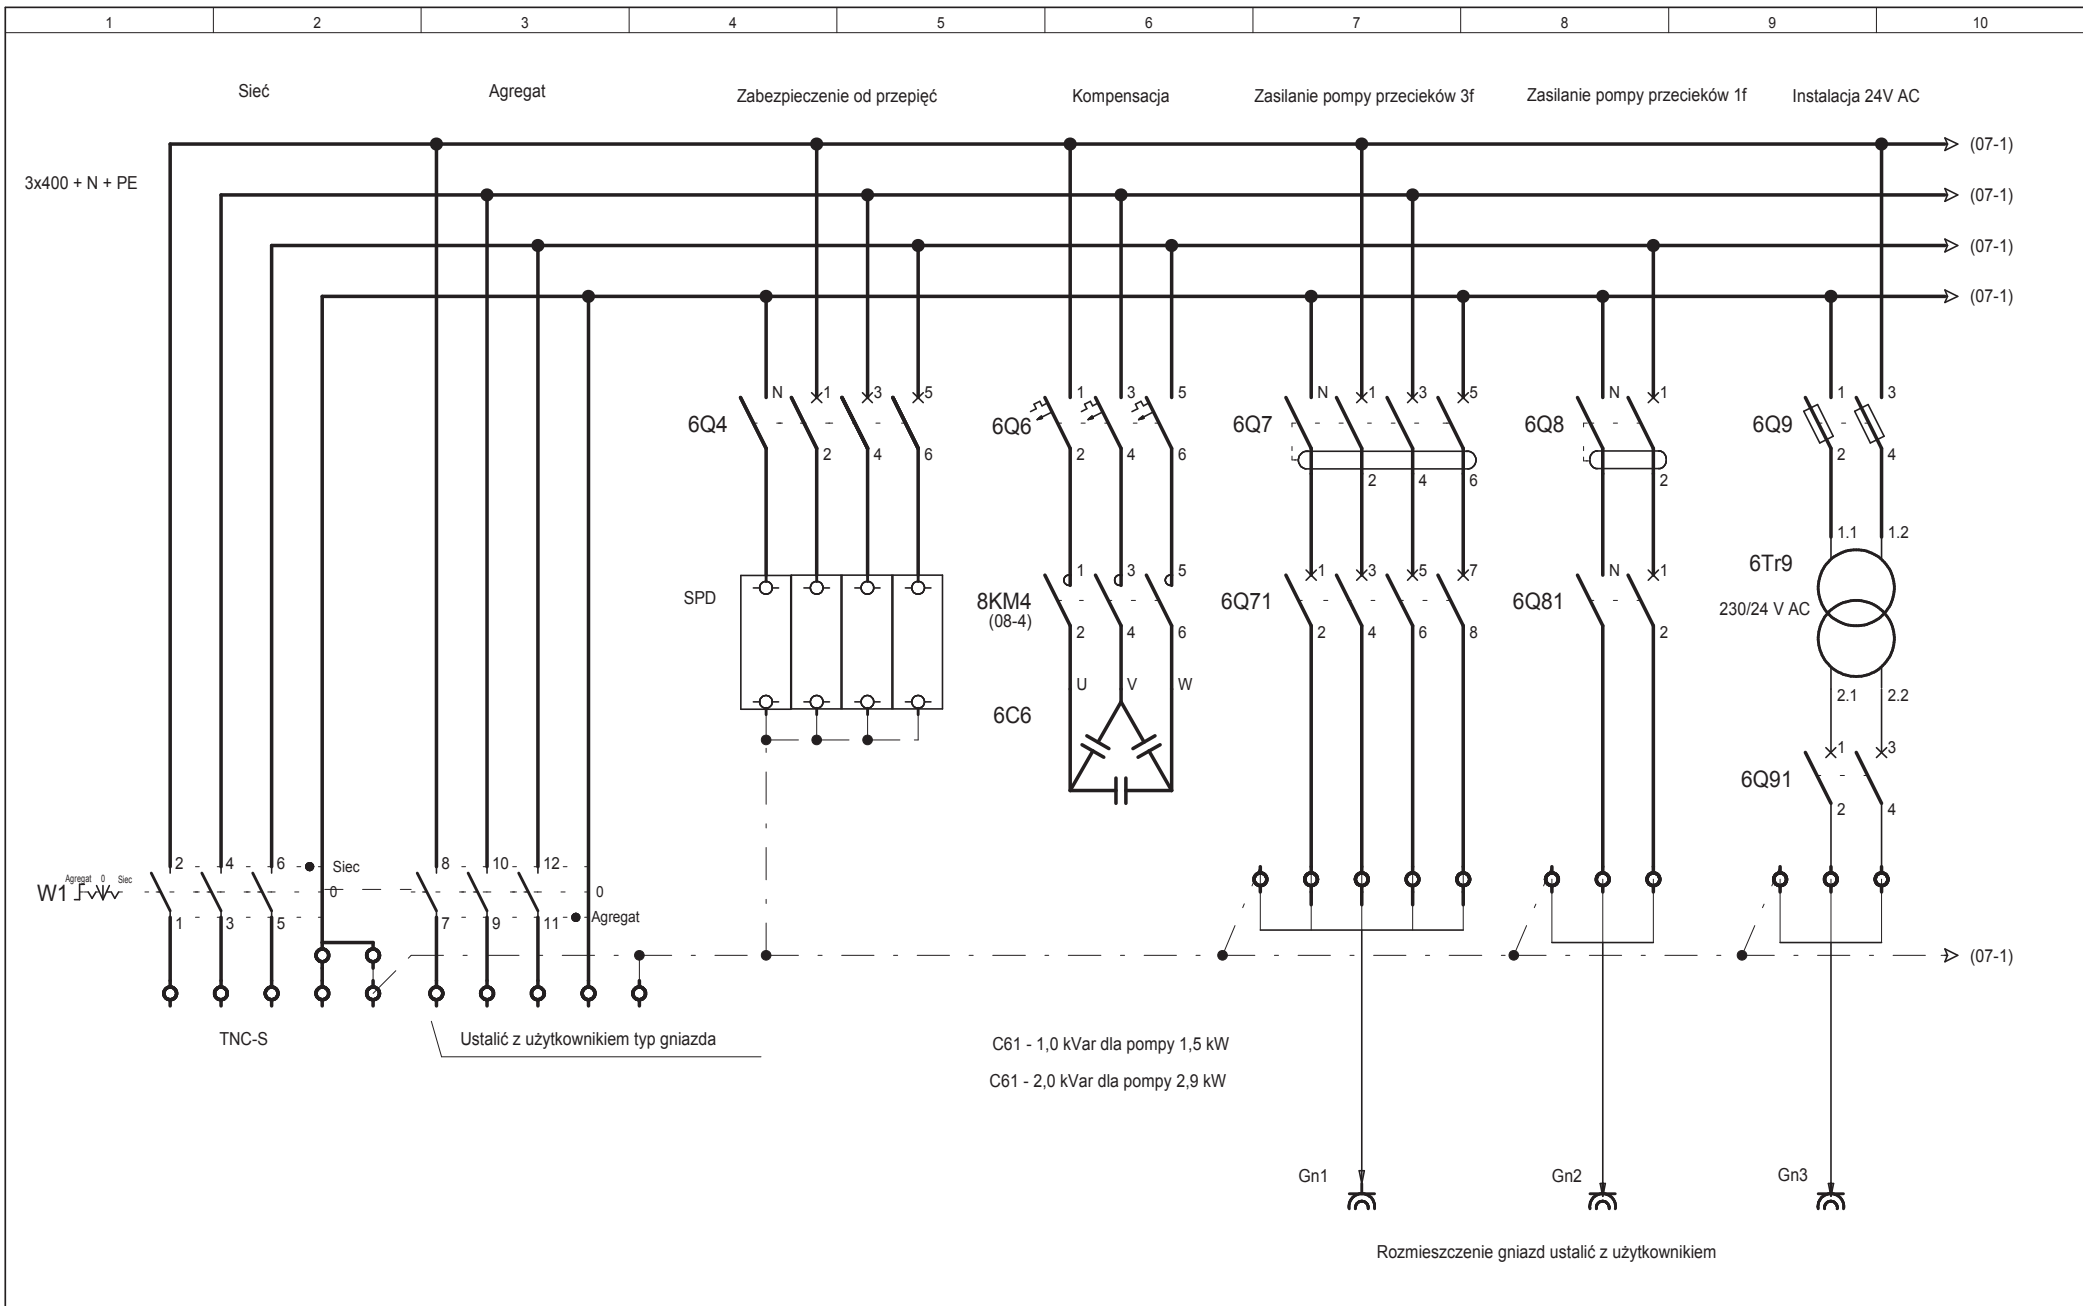 1 2 3 4 5 6 7 8 9 10
Sieć Agregat Zabezpieczenie od przepięć Kompensacja Zasilanie pompy przecieków 3f Zasilanie pompy przecieków 1f Instalacja 24V AC
(07-1)
3x400 + N + PE
(07-1)
(07-1)
(07-1)
N 1 3 5 1 3 5 N 1 3 5 N 1 1 3
6Q4 6Q6 6Q7 6Q8 6Q9
2 4 6 2 4 6 2 4
2 4 6 2
1.1 1.2
6Tr9
1 3 5 1 3 5 7 N 1
SPD 8KM4 6Q71 6Q81 230/24 V AC
(08-4)
2 4 6 2 4 6 8 2
U V W
2.1 2.2
6C6
1 3
6Q91
2 4
2 4 6 Siec 8 10 12
W1 Agregat 0 Siec 0 0
1 3 5 7 9 11 Agregat
(07-1)
TNC-S Ustalić z użytkownikiem typ gniazda
C61 - 1,0 kVar dla pompy 1,5 kW
C61 - 2,0 kVar dla pompy 2,9 kW
Gn1 Gn2 Gn3
Rozmieszczenie gniazd ustalić z użytkownikiem